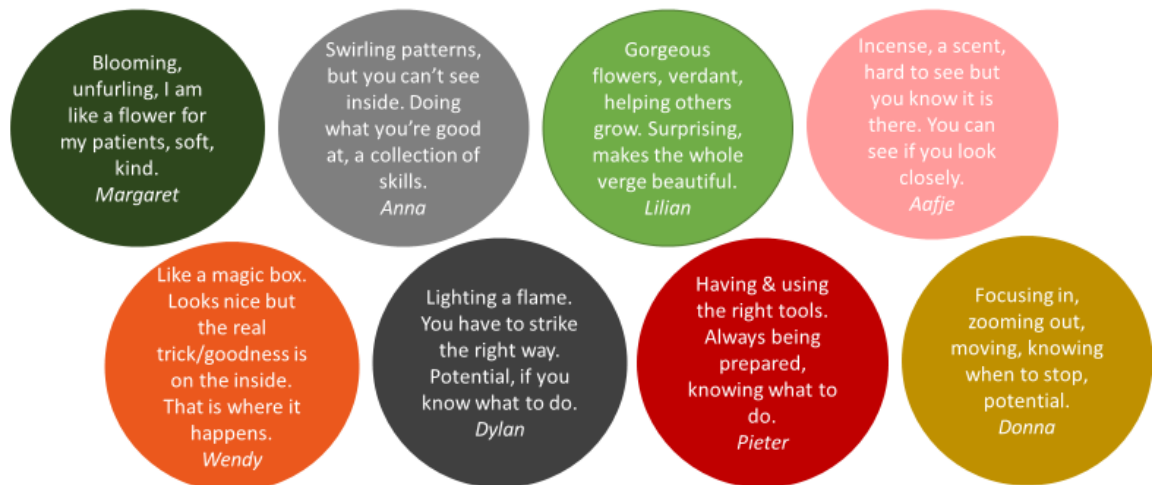 Blooming,
unfurling, I am
like a flower for
my patients, soft,
kind.
Margaret
Swirling patterns,
but you can’t see
inside. Doing
what you’re good
at, a collection of
skills.
Anna
Gorgeous
flowers, verdant,
helping others
grow. Surprising,
makes the whole
verge beautiful.
Lilian
Incense, a scent,
hard to see but
you know it is
there. You can
see if you look
closely.
Aafje
Like a magic box.
Looks nice but
the real
trick/goodness is
on the inside.
That is where it
happens.
Wendy
Lighting a flame.
You have to strike
the right way.
Potential, if you
know what to do.
Dylan
Having & using
the right tools.
Always being
prepared,
knowing what to
do.
Pieter
Focusing in,
zooming out,
moving, knowing
when to stop,
potential.
Donna